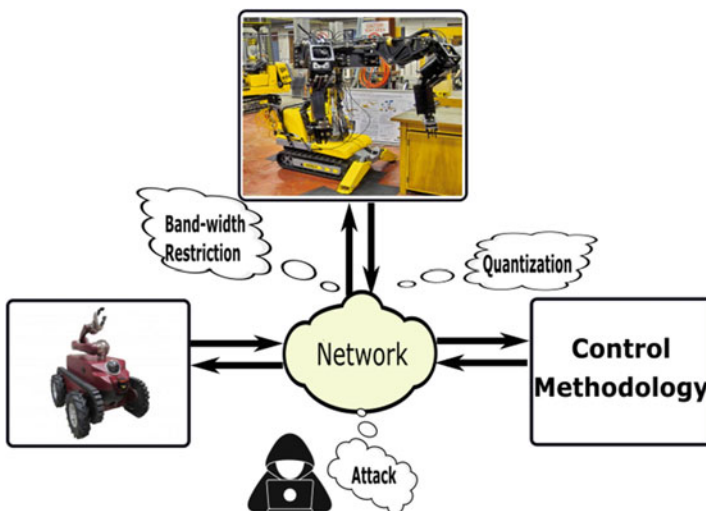 Band-width
Restriction
Quantization
Network
Control
Methodology
Attack